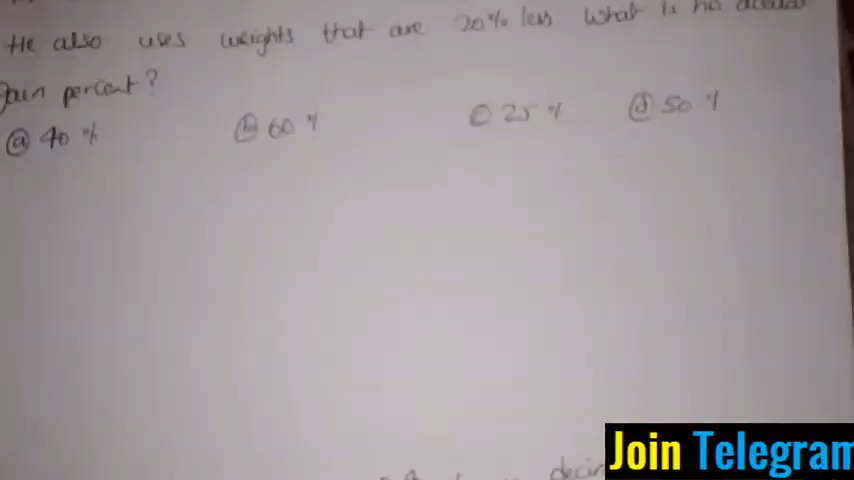 He also uses weights that are 20% less what is his actual
gain percent?
ⓐ 40 % ⓑ 60 % ⓒ 25 % ⓓ 50 %
Join Telegram